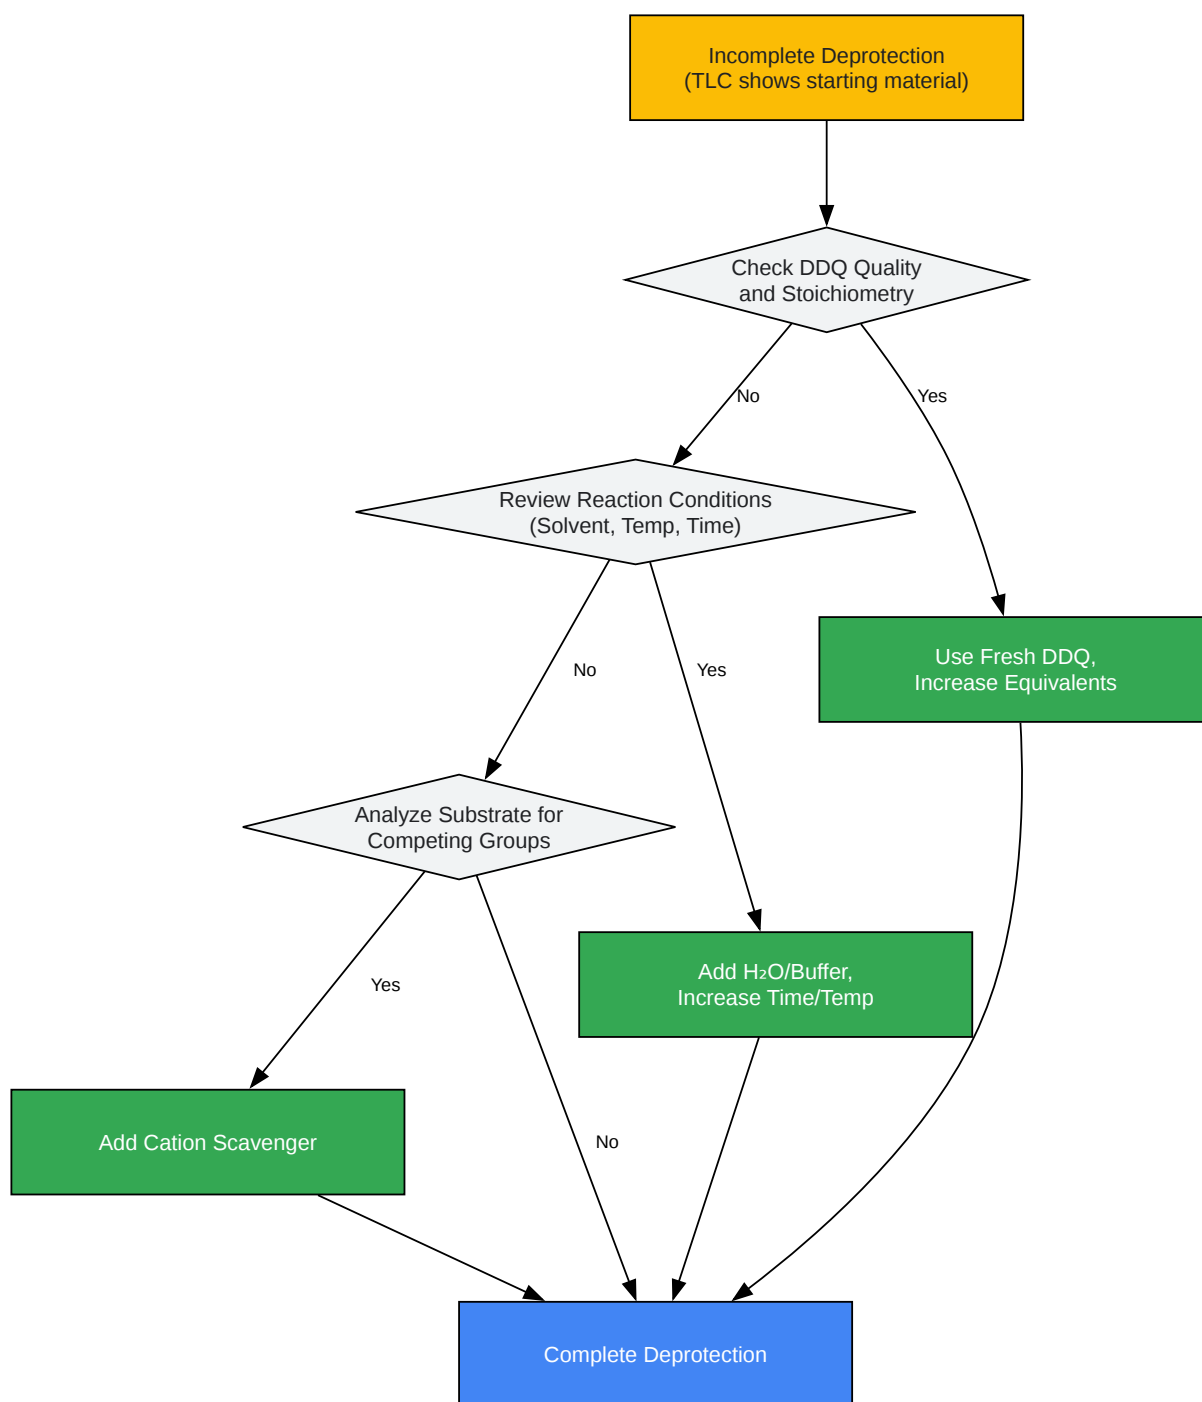 Incomplete Deprotection
(TLC shows starting material)
Check DDQ Quality
and Stoichiometry
No
Yes
Review Reaction Conditions
(Solvent, Temp, Time)
Use Fresh DDQ,
Increase Equivalents
No
Yes
Analyze Substrate for
Competing Groups
Add H₂O/Buffer,
Increase Time/Temp
Yes
No
Add Cation Scavenger
Complete Deprotection